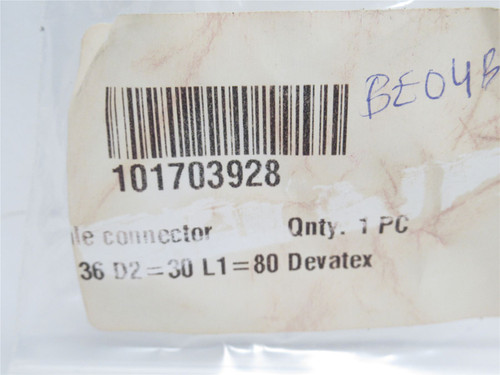 BE04B
101703928
le connector Qnty. 1 PC
36 D2=30 L1=80 Devatex